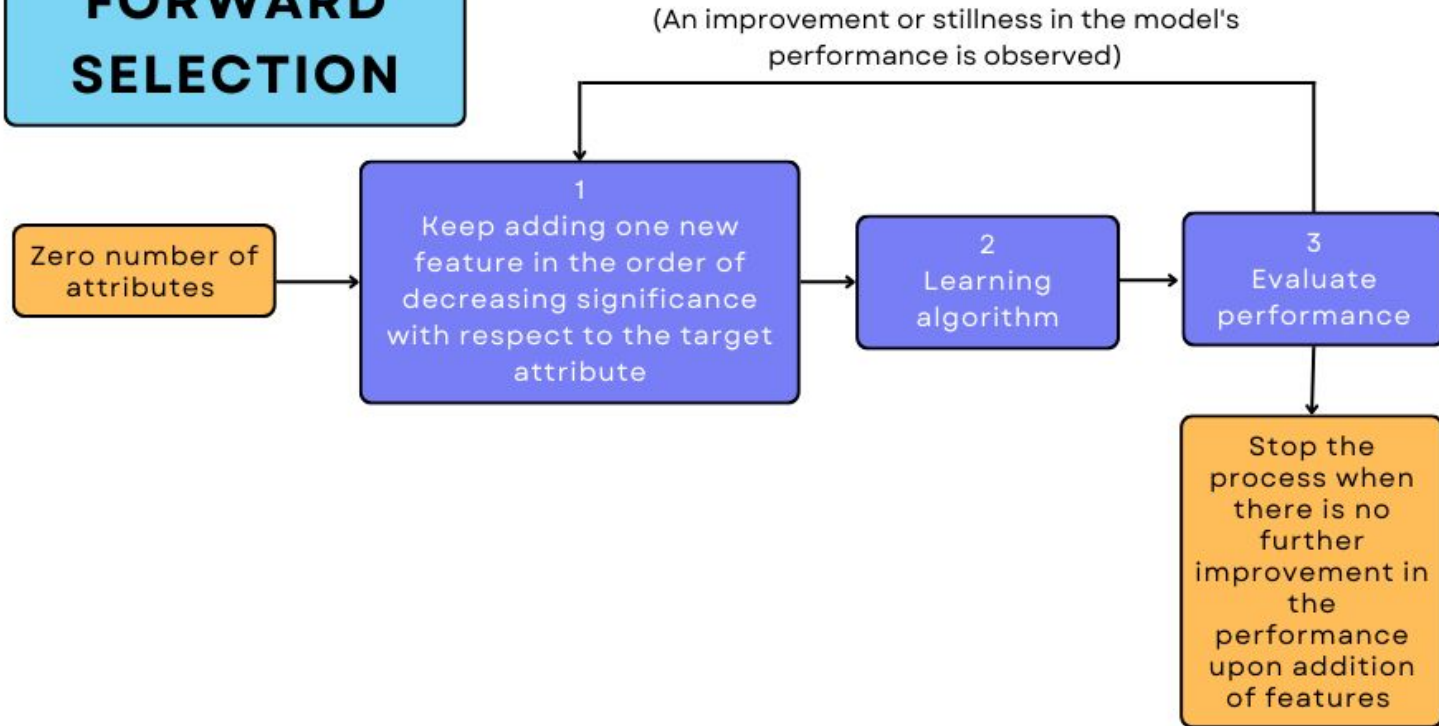 FORWARD
SELECTION
(An improvement or stillness in the model's
performance is observed)
Zero number of
attributes
1
Keep adding one new
feature in the order of
decreasing significance
with respect to the target
attribute
2
Learning
algorithm
3
Evaluate
performance
Stop the
process when
there is no
further
improvement in
the
performance
upon addition
of features